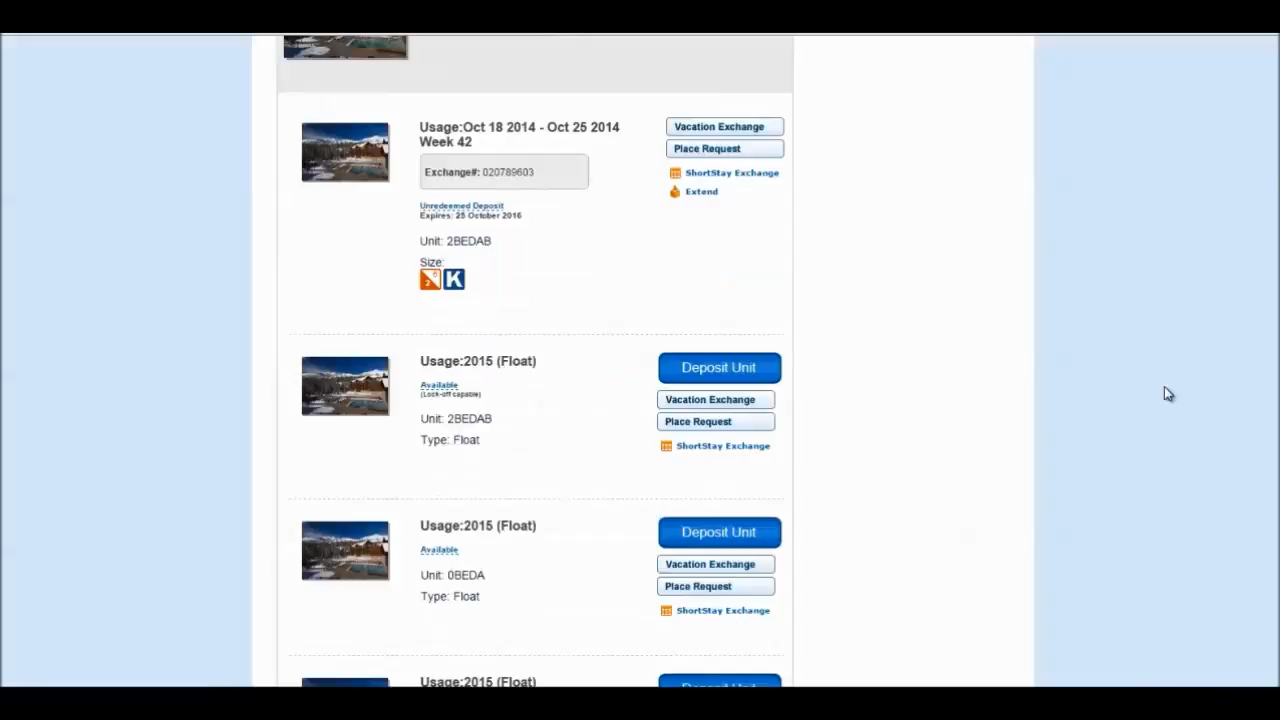 Usage:Oct 18 2014 - Oct 25 2014
Week 42
Exchange#: 020789603
Unredeemed Deposit
Expires: 25 October 2016
Unit: 2BEDAB
Size:
2 K
Vacation Exchange
Place Request
ShortStay Exchange
Extend
Usage:2015 (Float)
Available
(Lock-off capable)
Unit: 2BEDAB
Type: Float
Deposit Unit
Vacation Exchange
Place Request
ShortStay Exchange
Usage:2015 (Float)
Available
Unit: 0BEDA
Type: Float
Deposit Unit
Vacation Exchange
Place Request
ShortStay Exchange
Usage:2015 (Float)
Deposit Unit